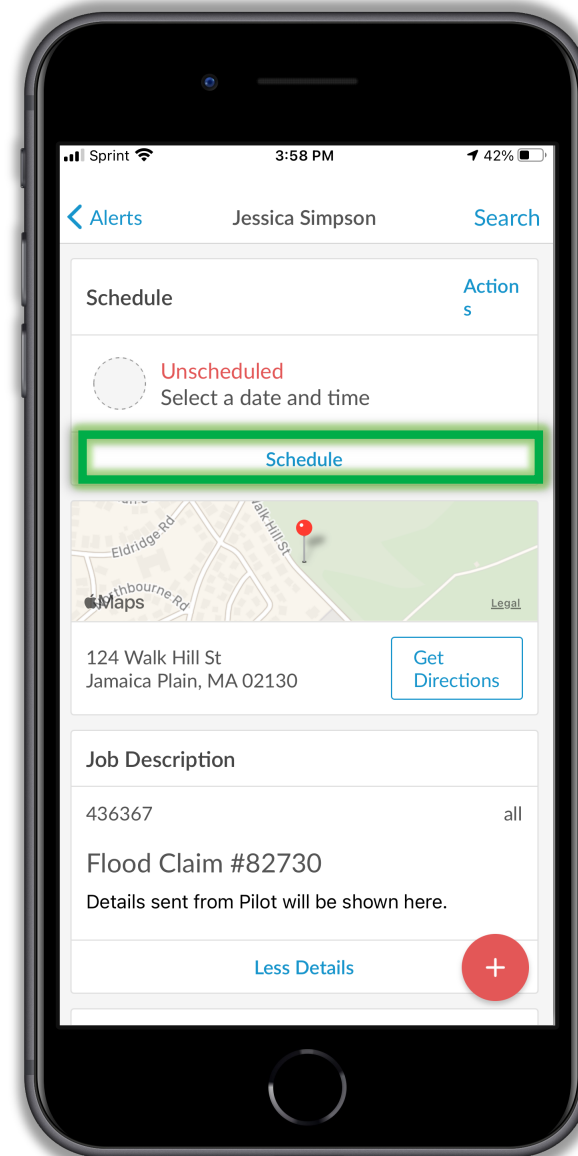 Sprint 3:58 PM 42%
Alerts Jessica Simpson Search
Schedule
Action
s
Unscheduled
Select a date and time
Schedule
Eldridge Rd
Walk Hill St
Maps
Legal
124 Walk Hill St
Jamaica Plain, MA 02130
Get
Directions
Job Description
436367 all
Flood Claim #82730
Details sent from Pilot will be shown here.
Less Details
+